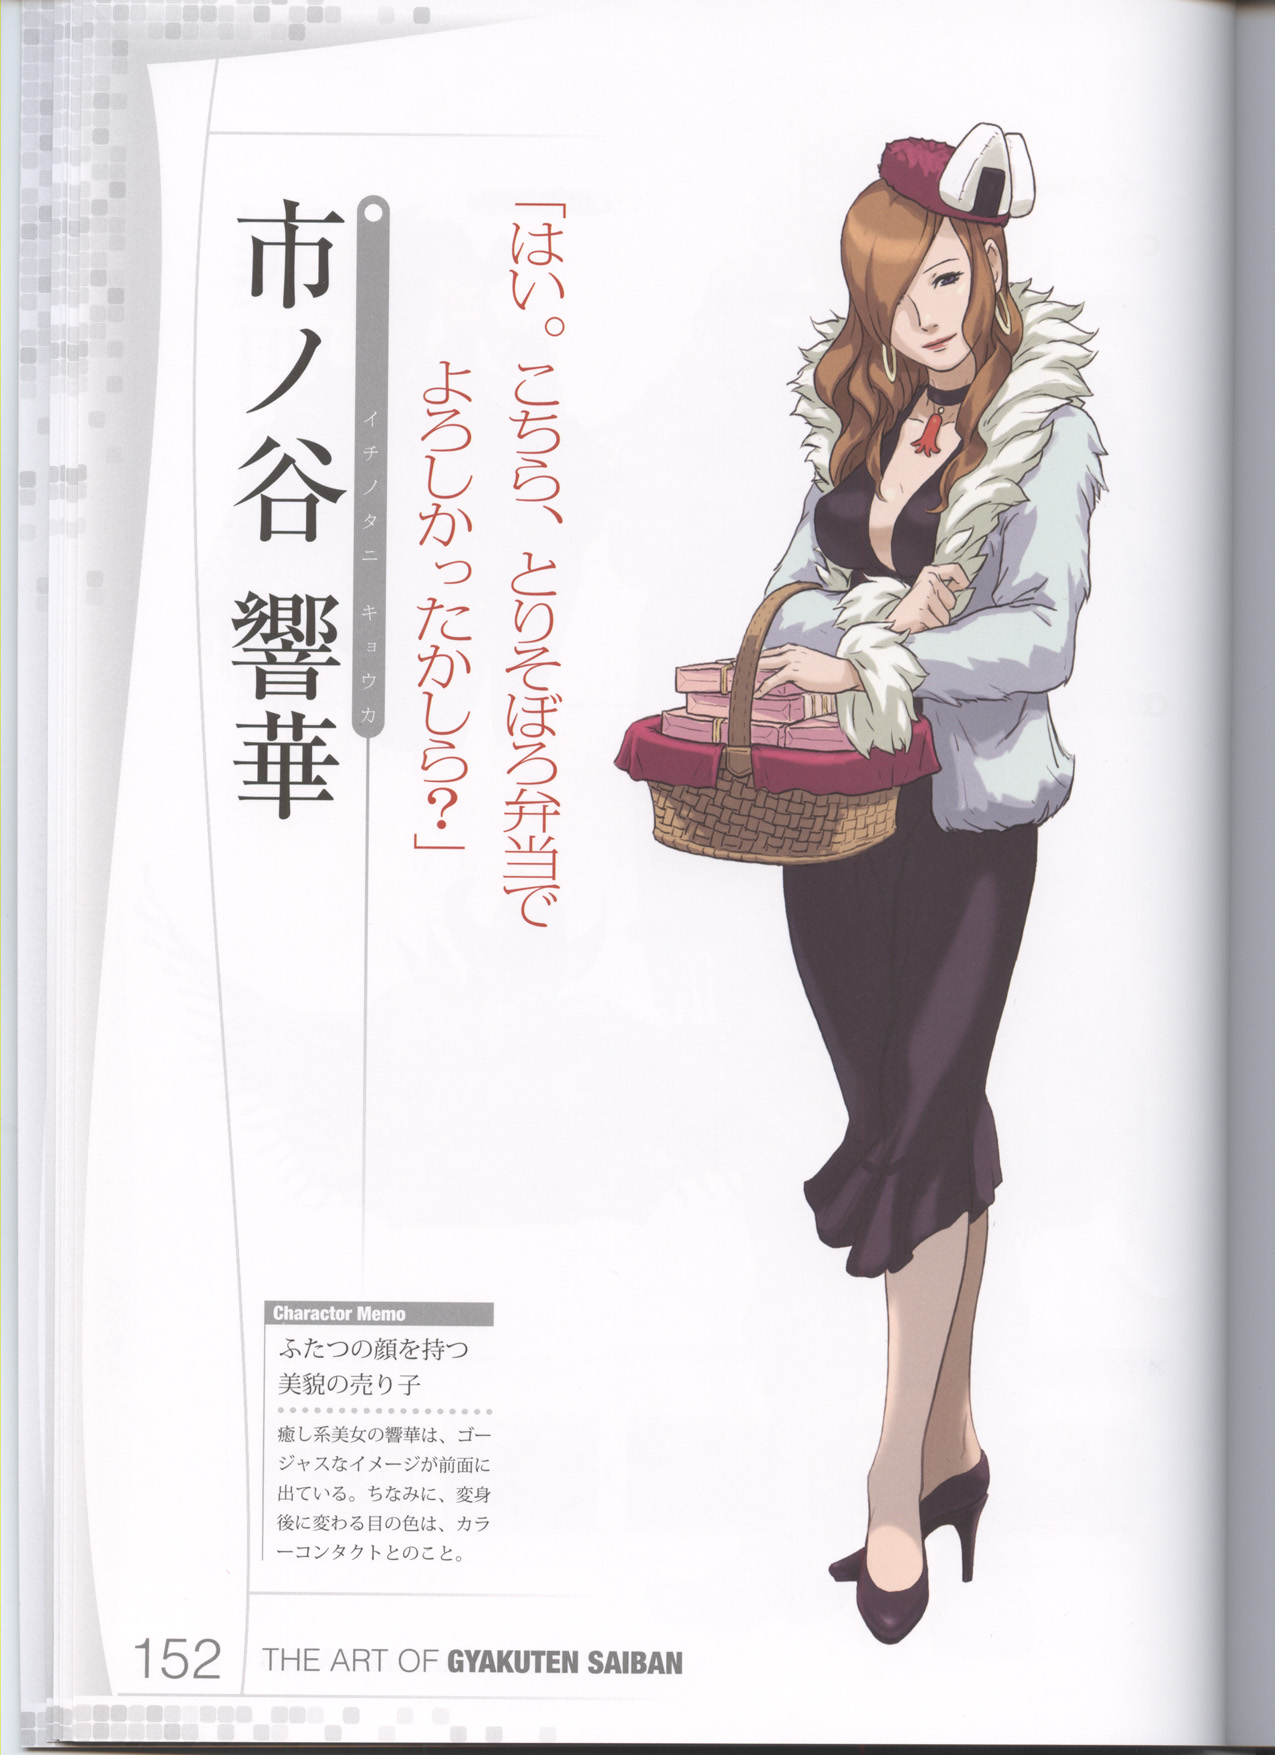 「はい。こちら、とりそぼろ弁当で
よろしかったかしら?」
イチノタニ キョウカ
市ノ谷 響華
Charactor Memo
ふたつの顔を持つ
美貌の売り子
癒し系美女の響華は、ゴー
ジャスなイメージが前面に
出ている。ちなみに、変身
後に変わる目の色は、カラ
ーコンタクトとのこと。
152 THE ART OF GYAKUTEN SAIBAN